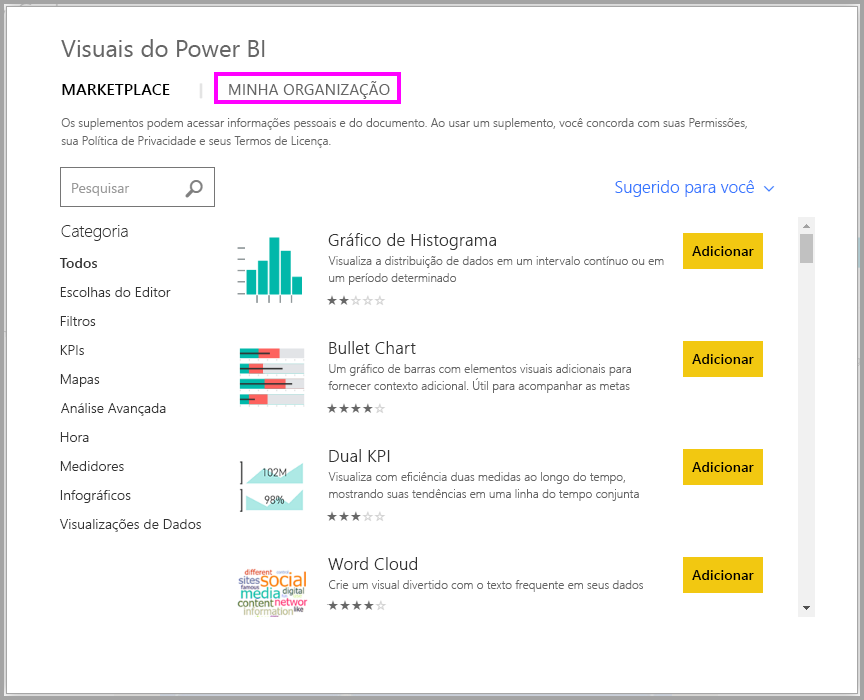 Visuais do Power BI
MARKETPLACE | MINHA ORGANIZAÇÃO
Os suplementos podem acessar informações pessoais e do documento. Ao usar um suplemento, você concorda com suas Permissões,
sua Política de Privacidade e seus Termos de Licença.
Pesquisar
Sugerido para você
Categoria
Todos
Escolhas do Editor
Filtros
KPIs
Mapas
Análise Avançada
Hora
Medidores
Infográficos
Visualizações de Dados
Gráfico de Histograma
Visualiza a distribuição de dados em um intervalo contínuo ou em
um período determinado
Adicionar
Bullet Chart
Um gráfico de barras com elementos visuais adicionais para
fornecer contexto adicional. Útil para acompanhar as metas
Adicionar
102M
98%
Dual KPI
Visualiza com eficiência duas medidas ao longo do tempo,
mostrando suas tendências em uma linha do tempo conjunta
Adicionar
different
sites social
famous
media digital
content networ
information like
Word Cloud
Crie um visual divertido com o texto frequente em seus dados
Adicionar